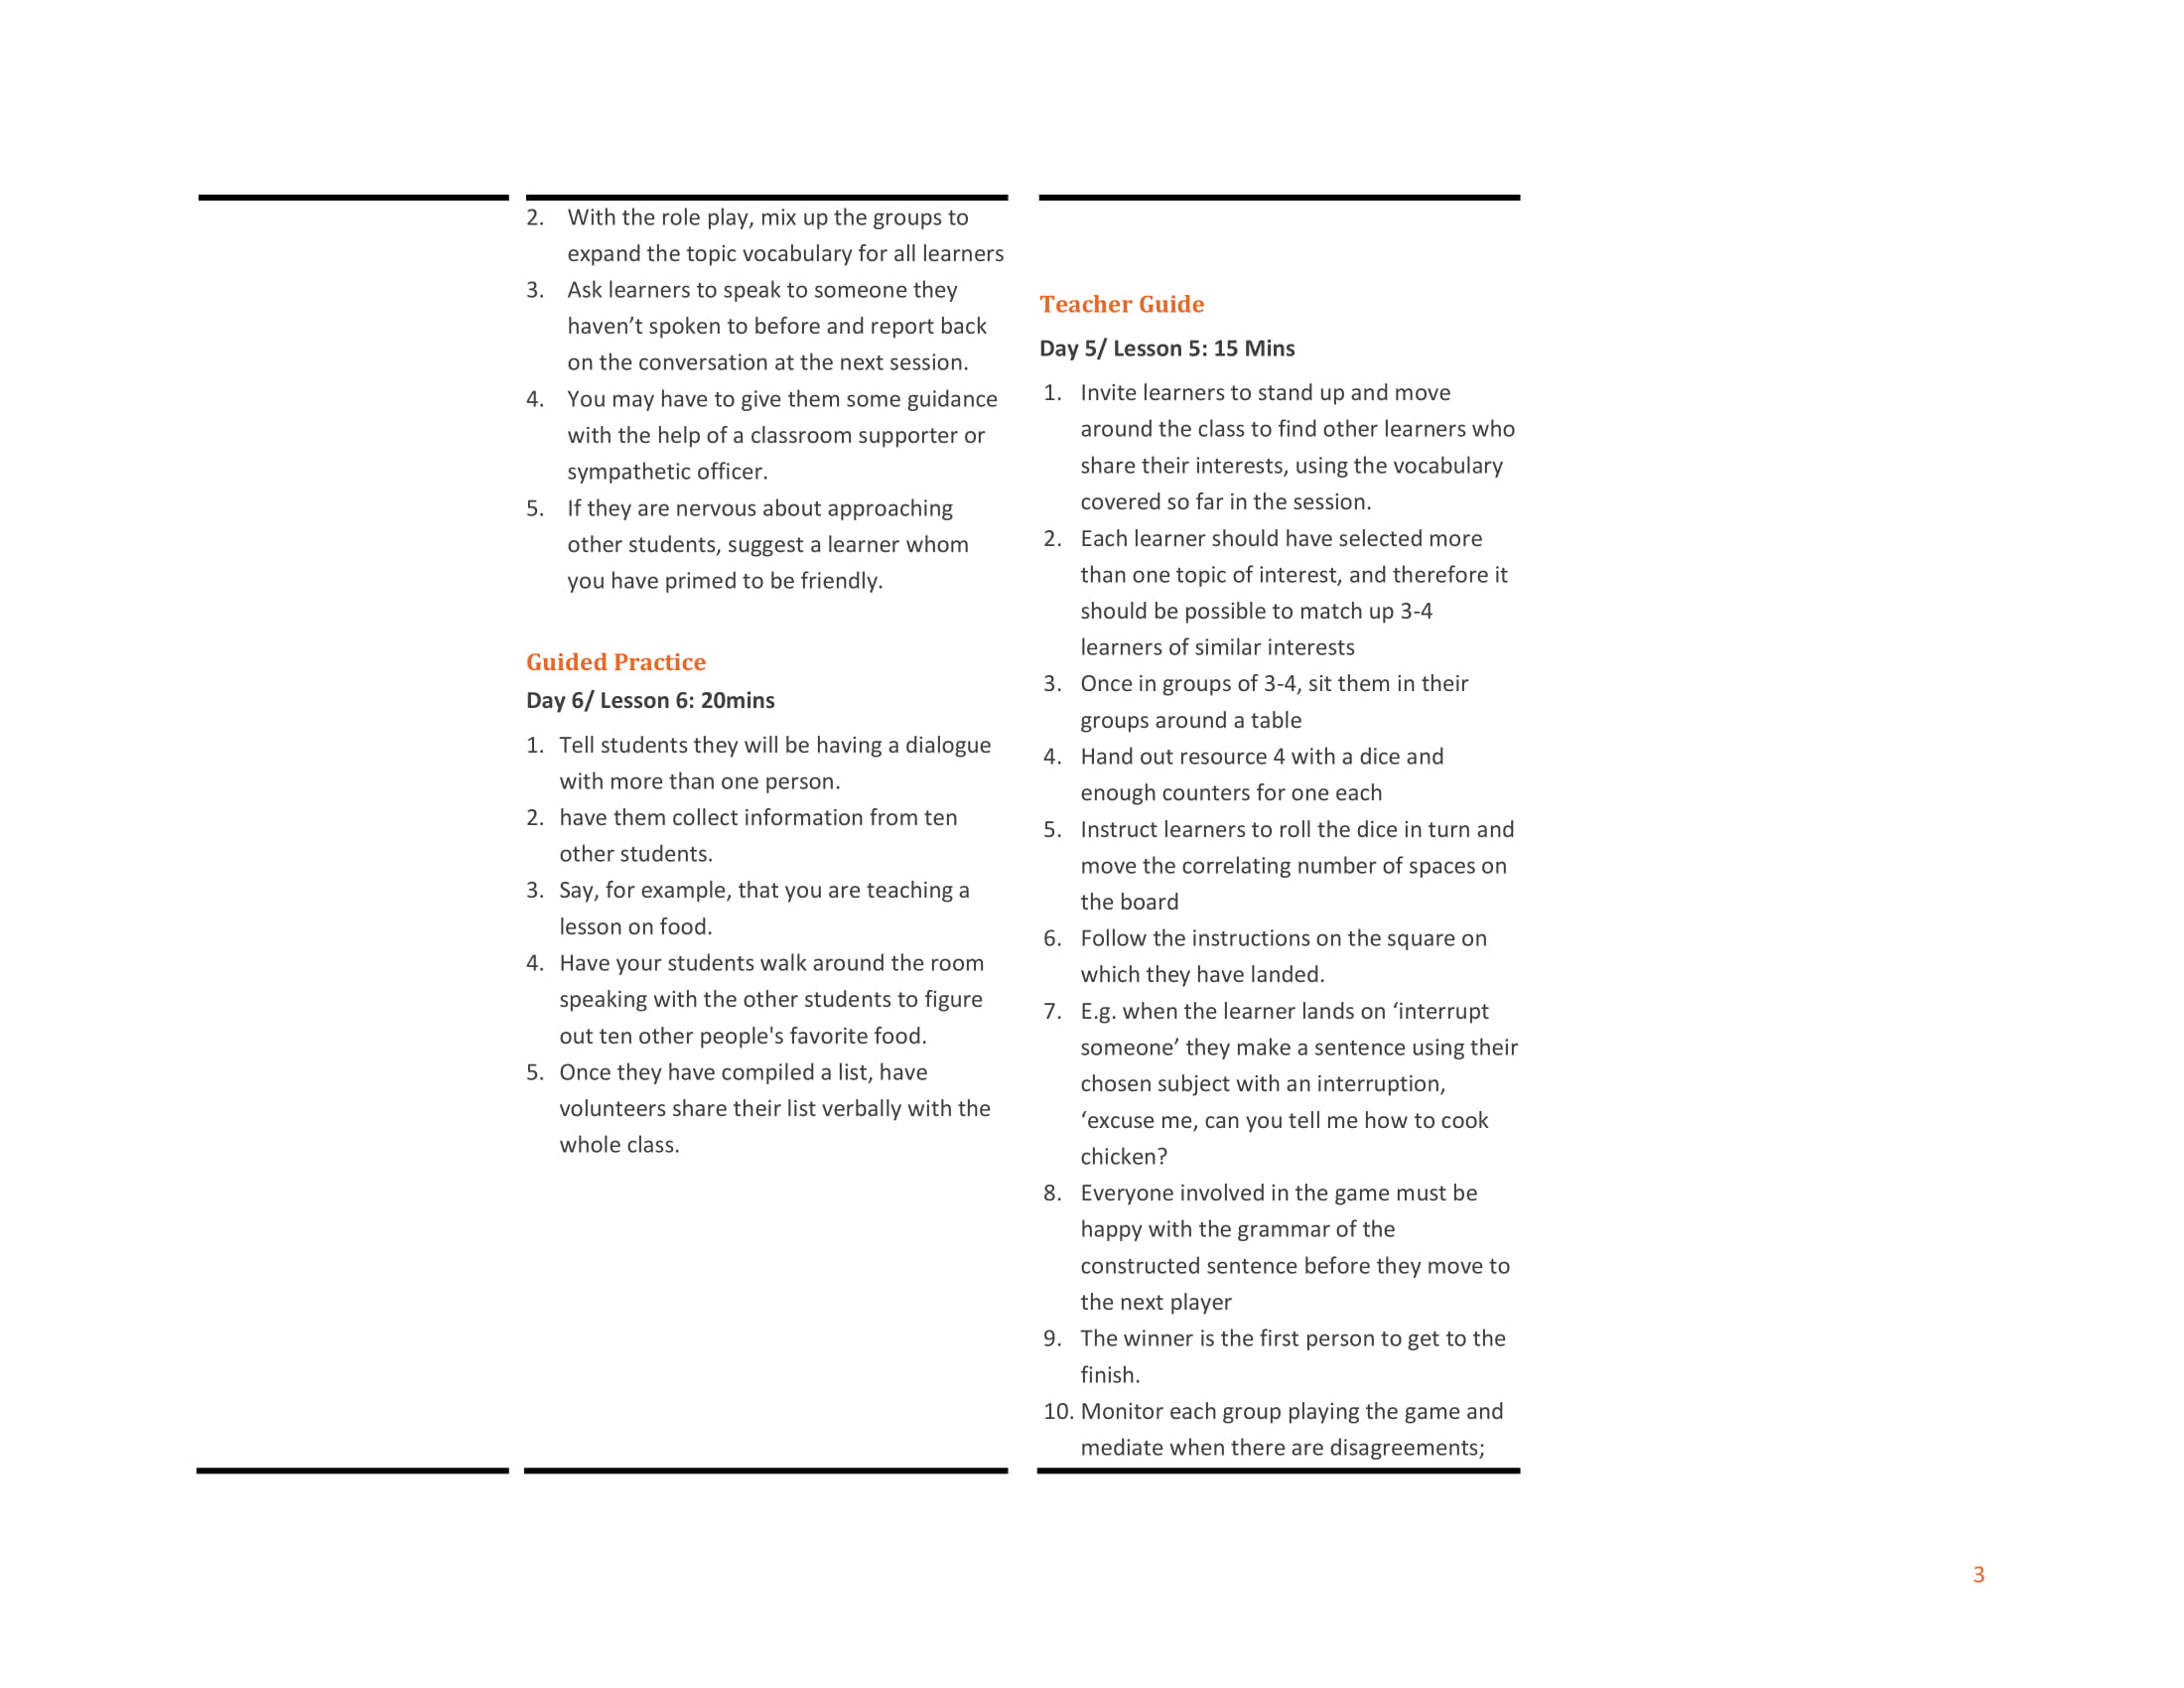 2. With the role play, mix up the groups to
expand the topic vocabulary for all learners
3. Ask learners to speak to someone they
haven’t spoken to before and report back
on the conversation at the next session.
4. You may have to give them some guidance
with the help of a classroom supporter or
sympathetic officer.
5. If they are nervous about approaching
other students, suggest a learner whom
you have primed to be friendly.
Guided Practice
Day 6/ Lesson 6: 20mins
1. Tell students they will be having a dialogue
with more than one person.
2. have them collect information from ten
other students.
3. Say, for example, that you are teaching a
lesson on food.
4. Have your students walk around the room
speaking with the other students to figure
out ten other people's favorite food.
5. Once they have compiled a list, have
volunteers share their list verbally with the
whole class.
Teacher Guide
Day 5/ Lesson 5: 15 Mins
1. Invite learners to stand up and move
around the class to find other learners who
share their interests, using the vocabulary
covered so far in the session.
2. Each learner should have selected more
than one topic of interest, and therefore it
should be possible to match up 3-4
learners of similar interests
3. Once in groups of 3-4, sit them in their
groups around a table
4. Hand out resource 4 with a dice and
enough counters for one each
5. Instruct learners to roll the dice in turn and
move the correlating number of spaces on
the board
6. Follow the instructions on the square on
which they have landed.
7. E.g. when the learner lands on ‘interrupt
someone’ they make a sentence using their
chosen subject with an interruption,
‘excuse me, can you tell me how to cook
chicken?
8. Everyone involved in the game must be
happy with the grammar of the
constructed sentence before they move to
the next player
9. The winner is the first person to get to the
finish.
10. Monitor each group playing the game and
mediate when there are disagreements;
3